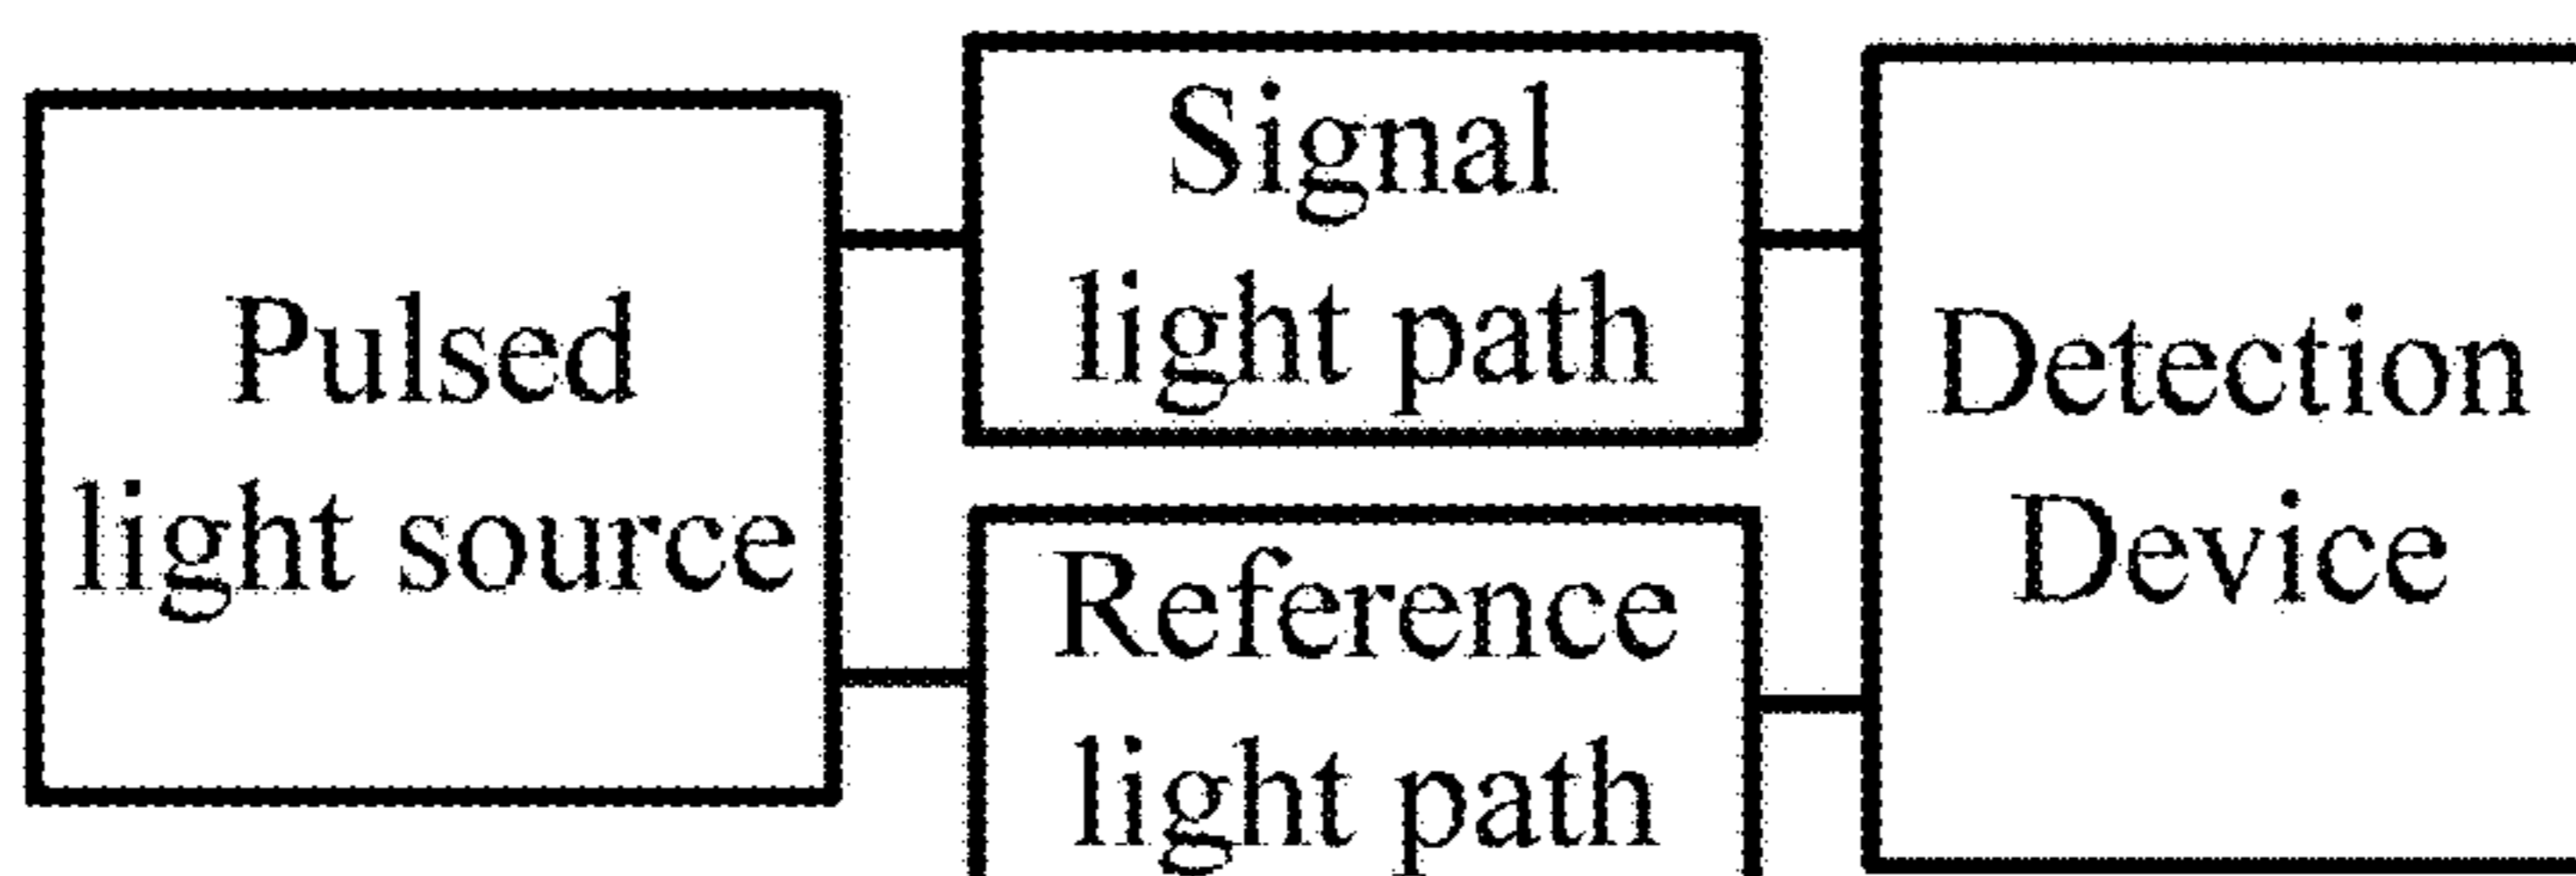 Pulsed
light source
Signal
light path
Reference
light path
Detection
Device